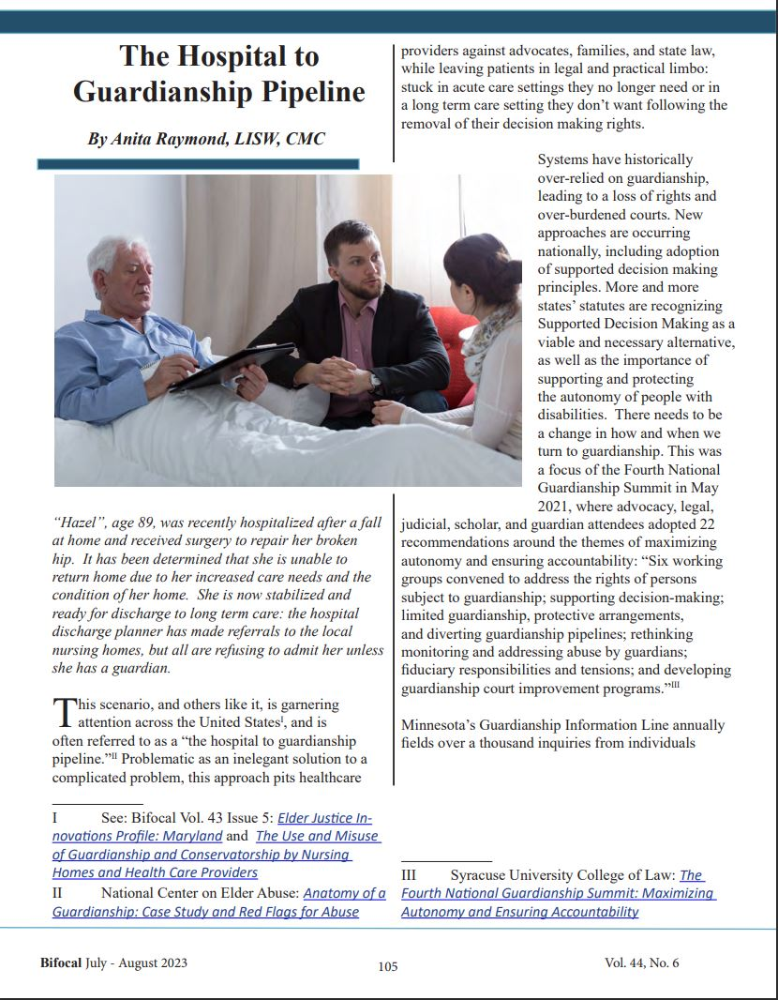 The Hospital to
Guardianship Pipeline
By Anita Raymond, LISW, CMC
“Hazel”, age 89, was recently hospitalized after a fall
at home and received surgery to repair her broken
hip.  It has been determined that she is unable to
return home due to her increased care needs and the
condition of her home.  She is now stabilized and
ready for discharge to long term care: the hospital
discharge planner has made referrals to the local
nursing homes, but all are refusing to admit her unless
she has a guardian.
This scenario, and others like it, is garnering
attention across the United Statesᴵ, and is
often referred to as a “the hospital to guardianship
pipeline.”ᴵᴵ Problematic as an inelegant solution to a
complicated problem, this approach pits healthcare
I See: Bifocal Vol. 43 Issue 5: Elder Justice In-
novations Profile: Maryland and  The Use and Misuse
of Guardianship and Conservatorship by Nursing
Homes and Health Care Providers
II National Center on Elder Abuse: Anatomy of a
Guardianship: Case Study and Red Flags for Abuse
providers against advocates, families, and state law,
while leaving patients in legal and practical limbo:
stuck in acute care settings they no longer need or in
a long term care setting they don’t want following the
removal of their decision making rights.
Systems have historically
over-relied on guardianship,
leading to a loss of rights and
over-burdened courts. New
approaches are occurring
nationally, including adoption
of supported decision making
principles. More and more
states’ statutes are recognizing
Supported Decision Making as a
viable and necessary alternative,
as well as the importance of
supporting and protecting
the autonomy of people with
disabilities.  There needs to be
a change in how and when we
turn to guardianship. This was
a focus of the Fourth National
Guardianship Summit in May
2021, where advocacy, legal,
judicial, scholar, and guardian attendees adopted 22
recommendations around the themes of maximizing
autonomy and ensuring accountability: “Six working
groups convened to address the rights of persons
subject to guardianship; supporting decision-making;
limited guardianship, protective arrangements,
and diverting guardianship pipelines; rethinking
monitoring and addressing abuse by guardians;
fiduciary responsibilities and tensions; and developing
guardianship court improvement programs.”ᴵᴵᴵ
Minnesota’s Guardianship Information Line annually
fields over a thousand inquiries from individuals
III Syracuse University College of Law: The
Fourth National Guardianship Summit: Maximizing
Autonomy and Ensuring Accountability
Bifocal July - August 2023
105
Vol. 44, No. 6